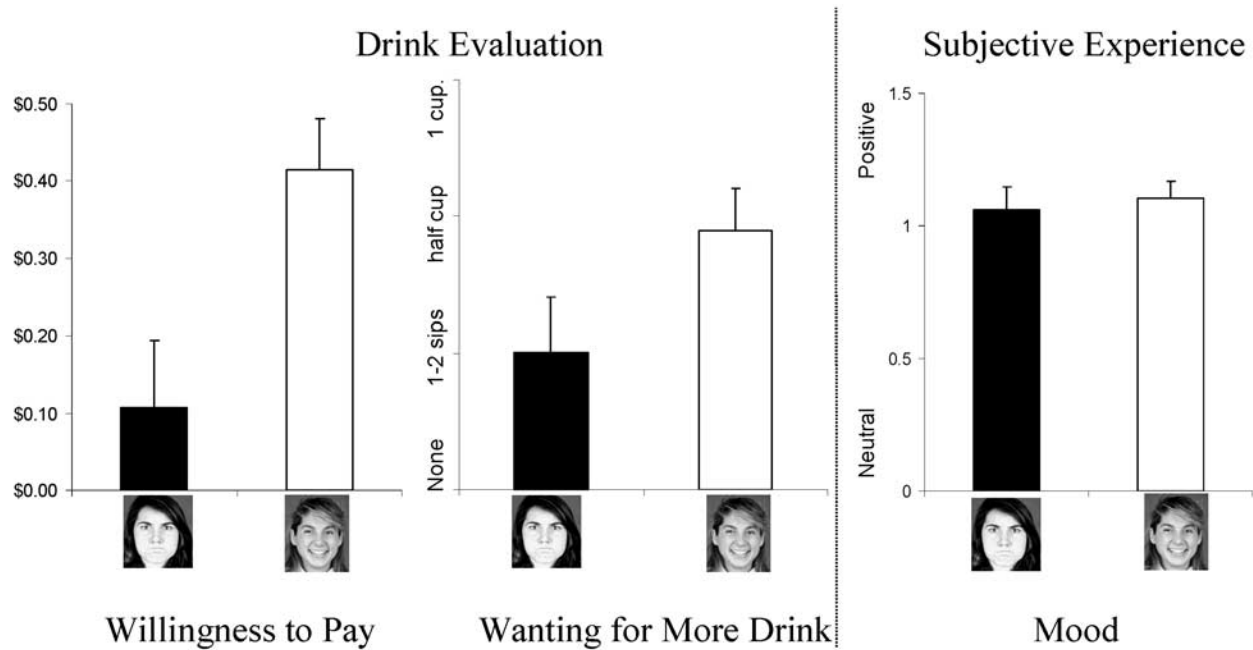 Drink Evaluation
Subjective Experience
$0.50
$0.40
$0.30
$0.20
$0.10
$0.00
1 cup.
half cup
1-2 sips
None
1.5
1
0.5
0
Positive
Neutral
Willingness to Pay
Wanting for More Drink
Mood